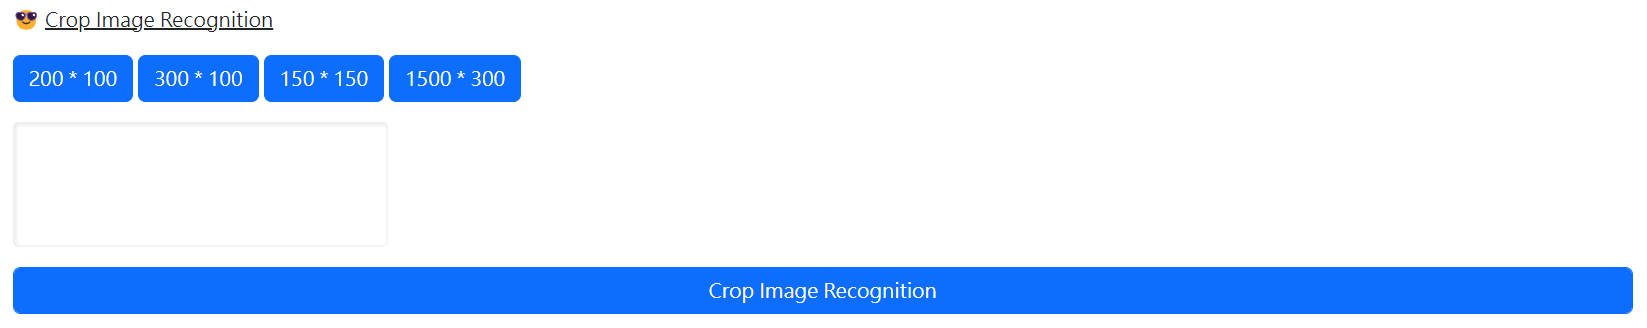 😎 Crop Image Recognition
200 * 100 300 * 100 150 * 150 1500 * 300
Crop Image Recognition